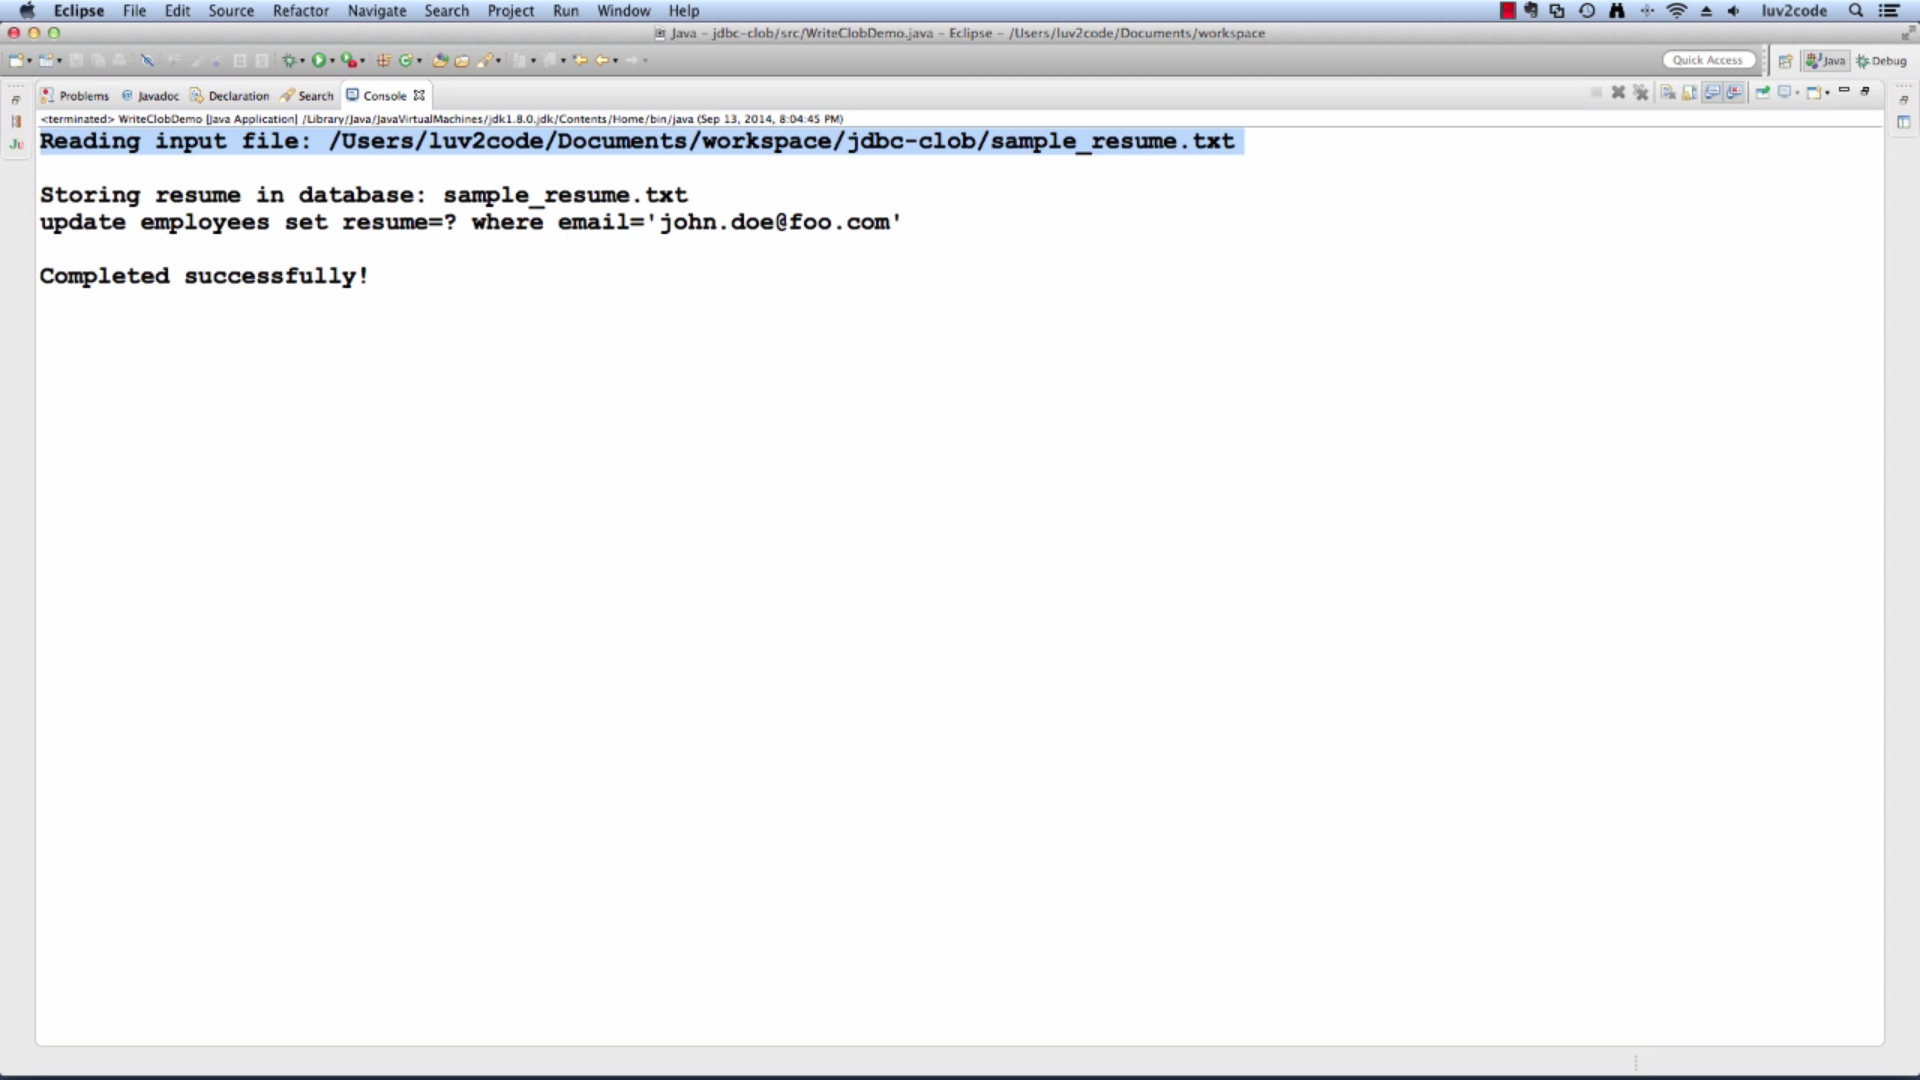 Eclipse File Edit Source Refactor Navigate Search Project Run Window Help luv2code
Java – jdbc-clob/src/WriteClobDemo.java – Eclipse – /Users/luv2code/Documents/workspace
Quick Access Java Debug
Problems Javadoc Declaration Search Console
<terminated> WriteClobDemo [Java Application] /Library/Java/JavaVirtualMachines/jdk1.8.0.jdk/Contents/Home/bin/java (Sep 13, 2014, 8:04:45 PM)
Reading input file: /Users/luv2code/Documents/workspace/jdbc-clob/sample_resume.txt
Ju
Storing resume in database: sample_resume.txt
update employees set resume=? where email='john.doe@foo.com'
Completed successfully!